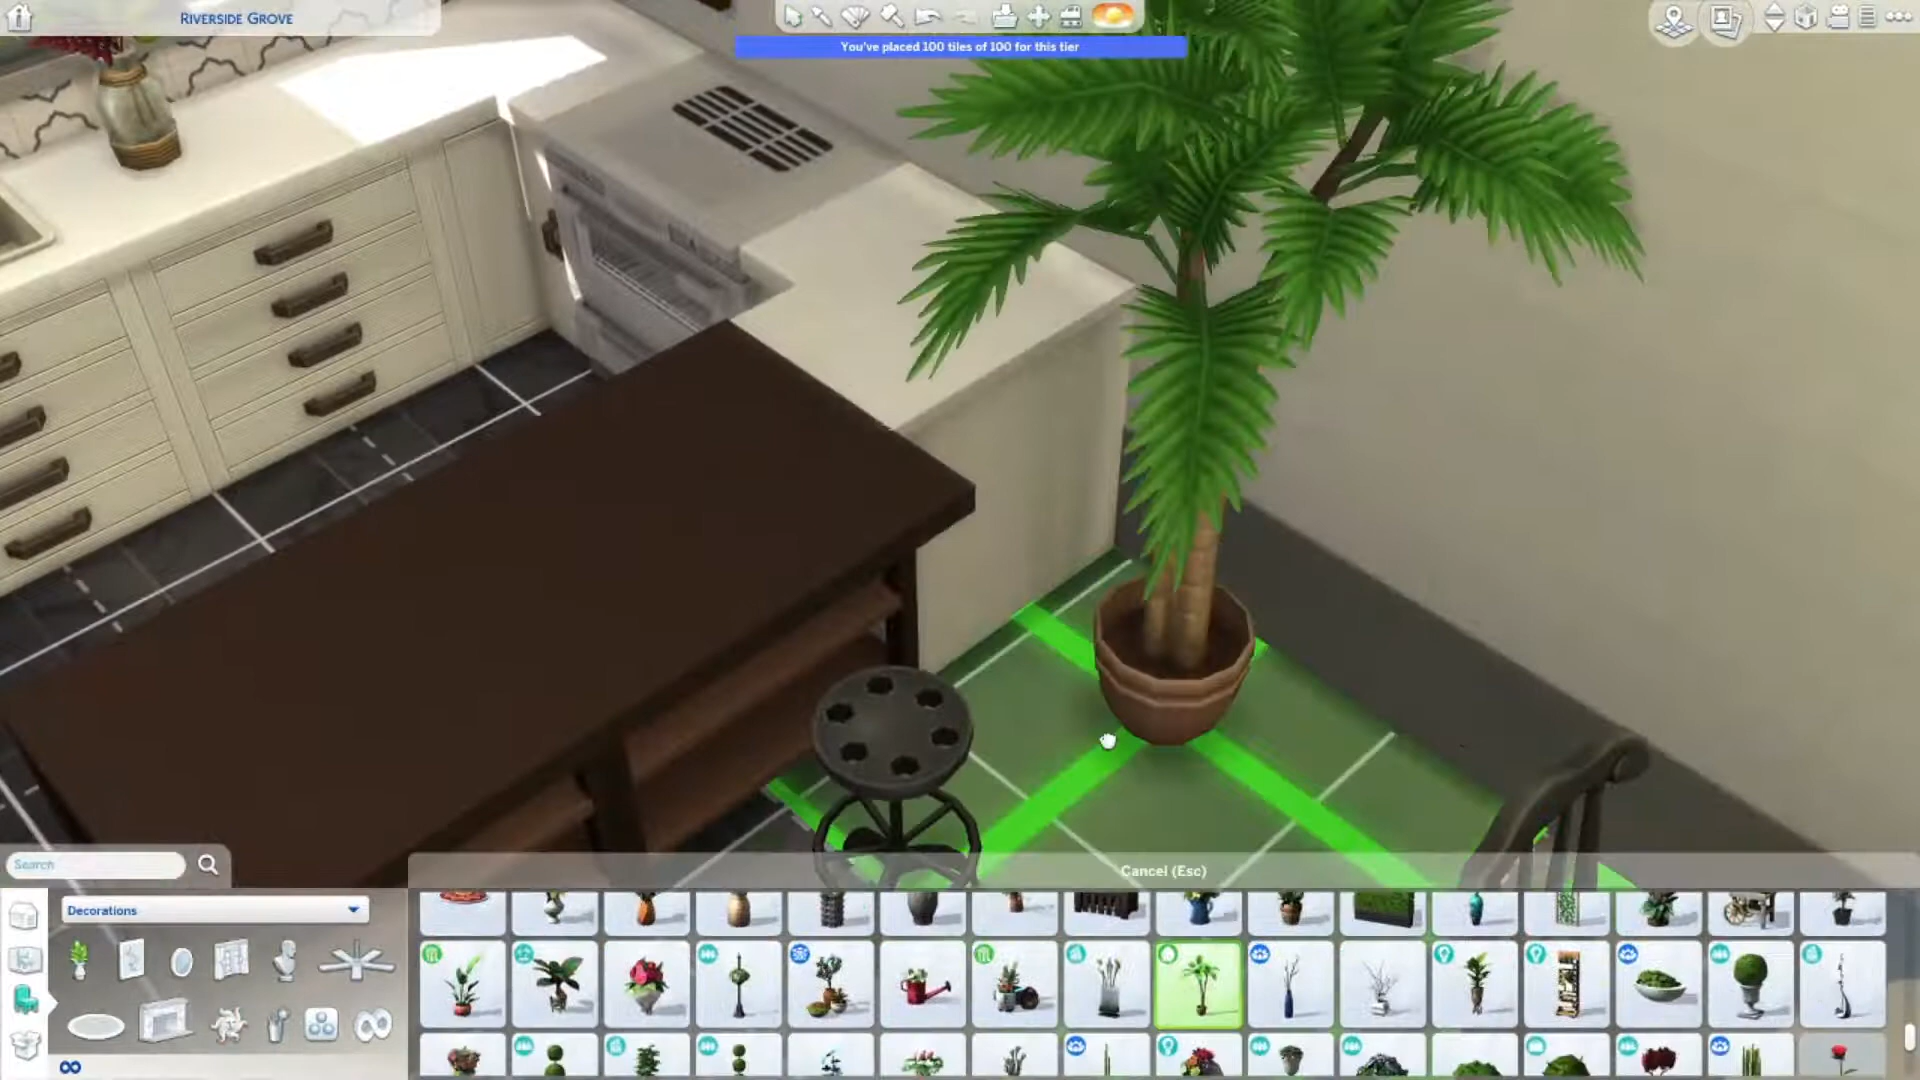 RIVERSIDE GROVE
You've placed 100 tiles of 100 for this tier
Cancel (Esc)
Search
Decorations